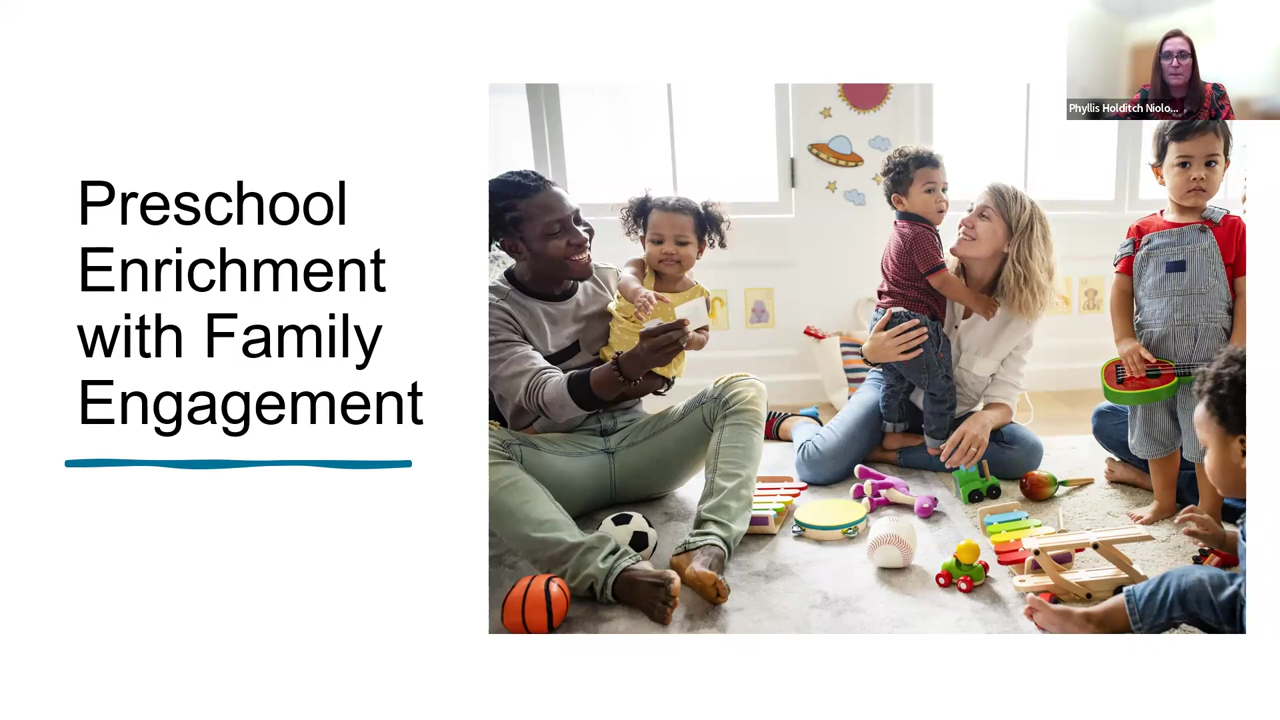 Phyllis Holditch Niolo...
Preschool
Enrichment
with Family
Engagement